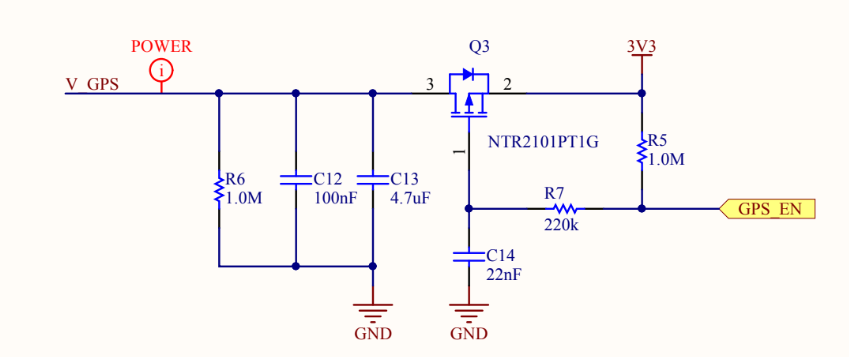 POWER
i
V_GPS
Q3
3V3
3
2
1
NTR2101PT1G
R5
1.0M
R6
1.0M
C12
100nF
C13
4.7uF
R7
220k
GPS_EN
C14
22nF
GND
GND